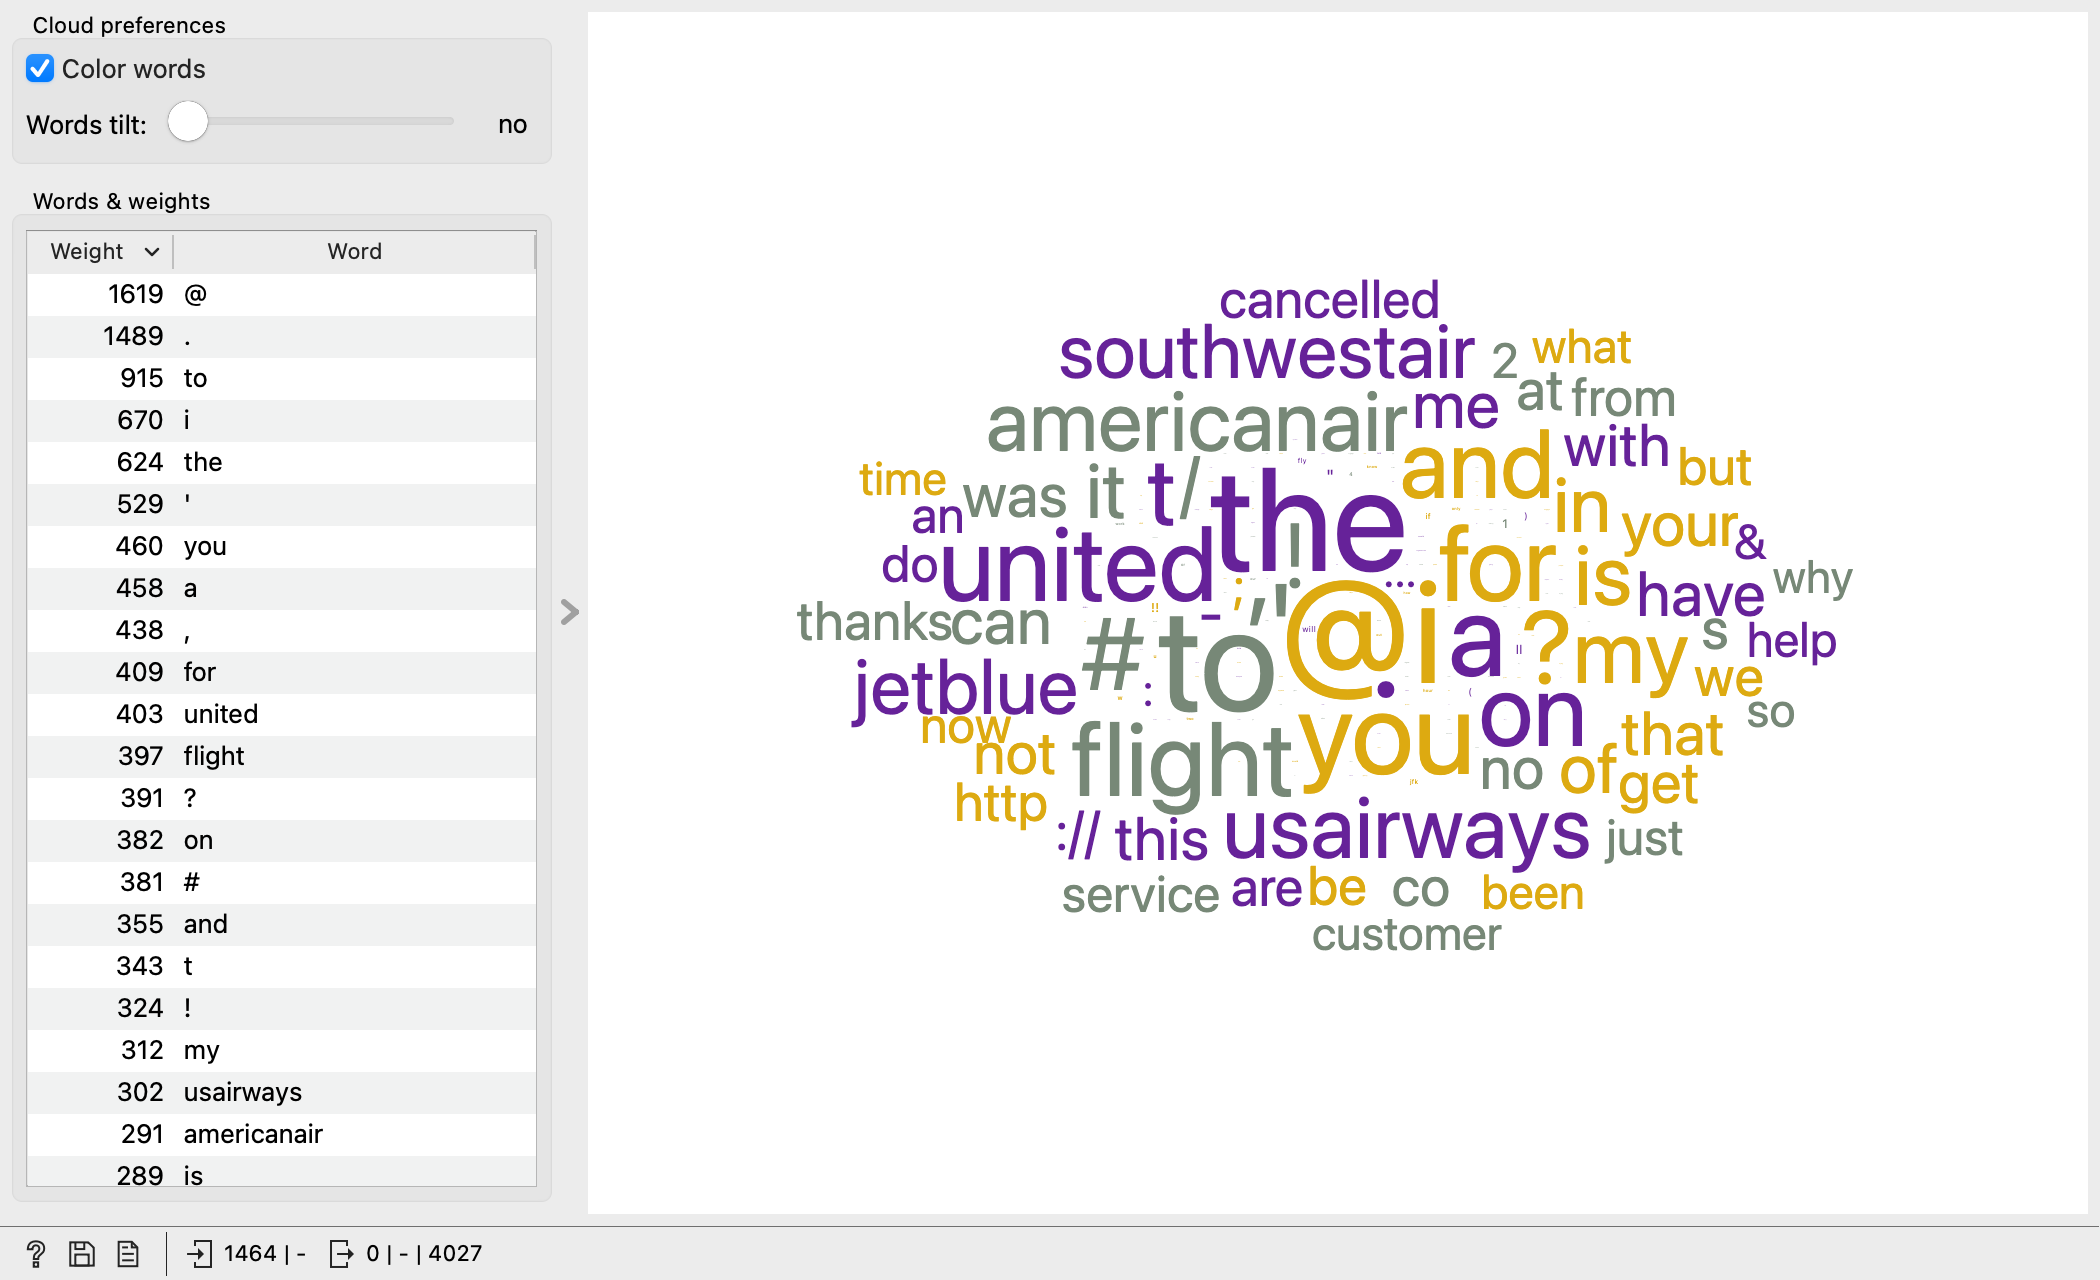 Cloud preferences
Color words
Words tilt: no
Words & weights
Weight Word
1619 @
1489 .
915 to
670 i
624 the
529 '
460 you
458 a
438 ,
409 for
403 united
397 flight
391 ?
382 on
381 #
355 and
343 t
324 !
312 my
302 usairways
291 americanair
289 is
1464 | - 0 | - | 4027
cancelled
southwestair 2 what
americanair me at from
and with but
time was it t / the in your &
an
do united ! for is have why
thanks can # to , ' @ i a ? my s help
jetblue : you on we so
now not flight that
http no of get
:// this usairways just
service are be co been
customer
; ... _ . !! " fly will 1 ) ( jfk if